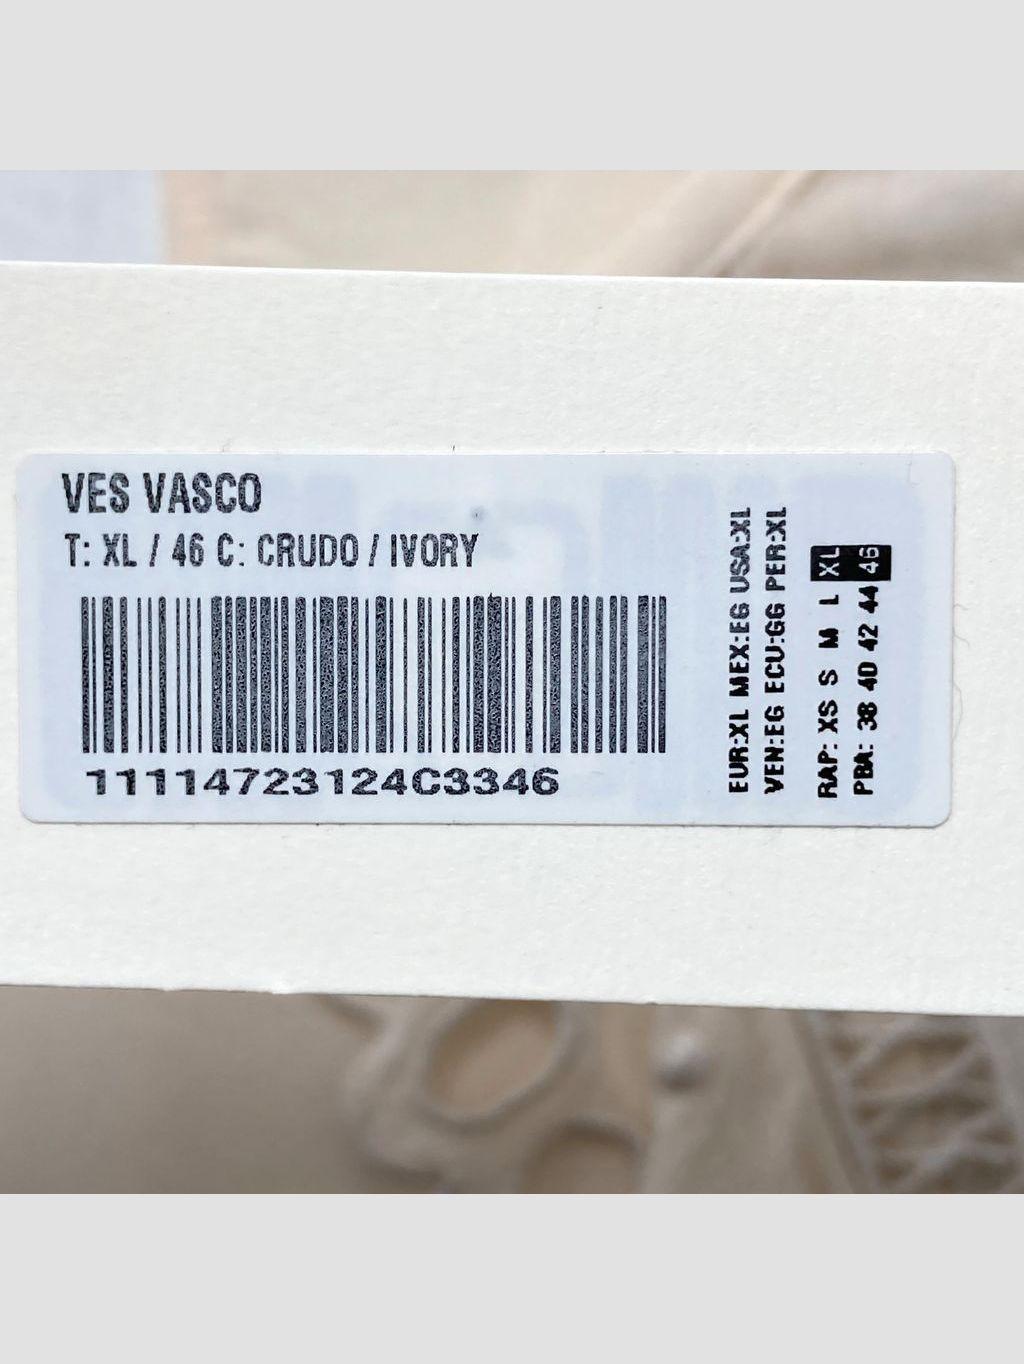 VES VASCO
T: XL / 46 C: CRUDO / IVORY
11114723124C3346
EUR:XL MEX:EG USA:XL
VEN:EG ECU:GG PER:XL
RAP: XS S M L XL
PBA: 38 40 42 44 46